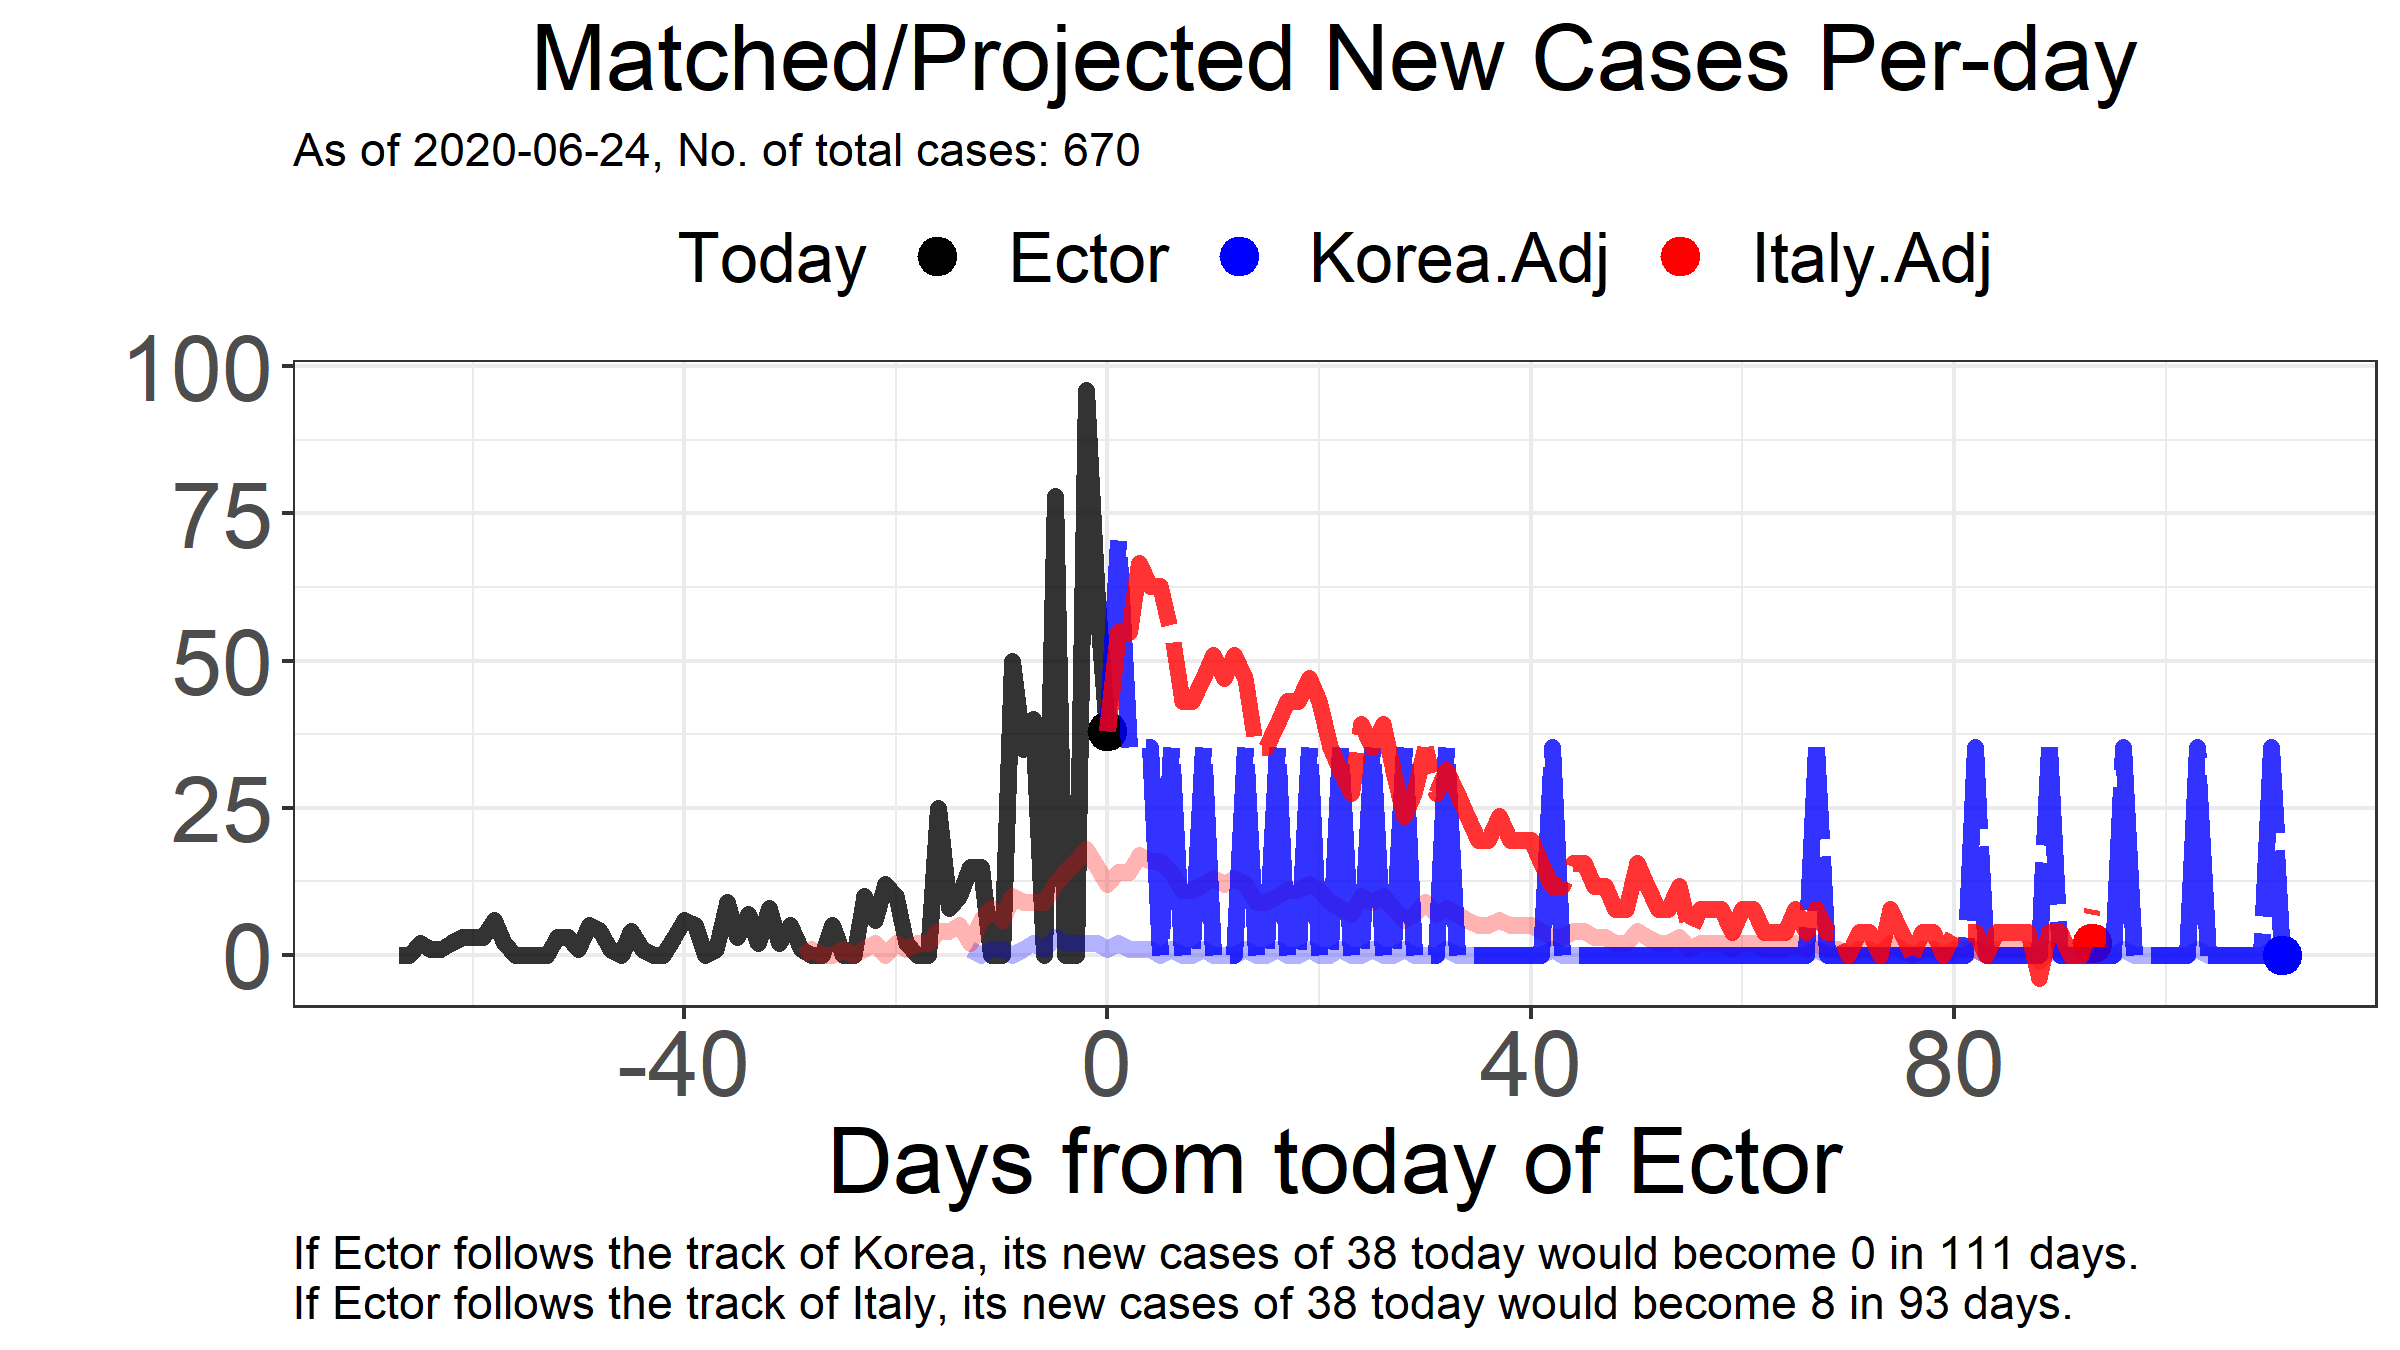 Matched/Projected New Cases Per-day
As of 2020-06-24, No. of total cases: 670
Today Ector Korea.Adj Italy.Adj
100
75
50
25
0
-40 0 40 80
Days from today of Ector
If Ector follows the track of Korea, its new cases of 38 today would become 0 in 111 days.
If Ector follows the track of Italy, its new cases of 38 today would become 8 in 93 days.